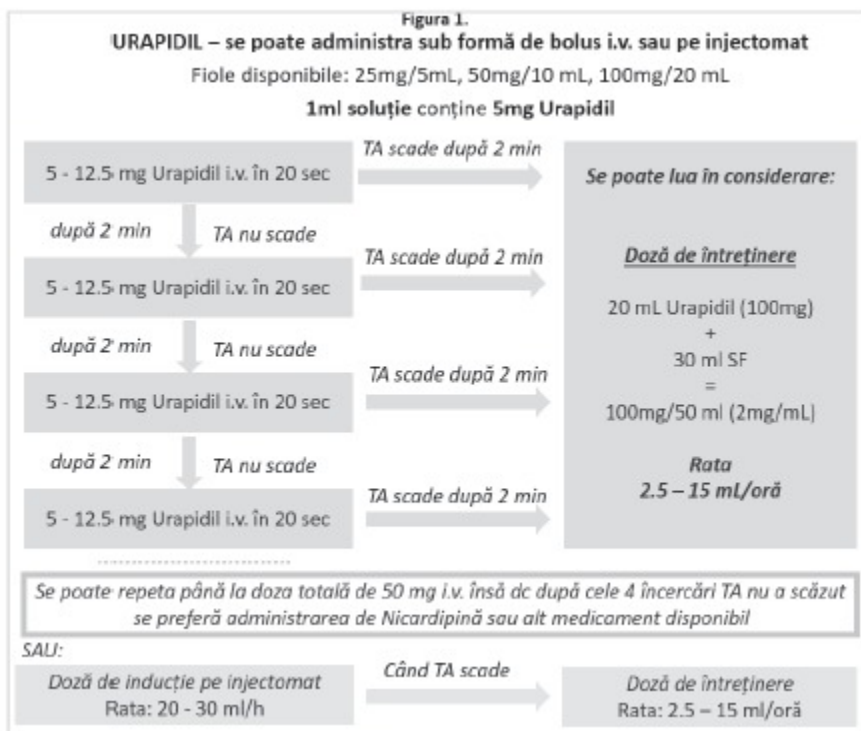 Figura 1.
URAPIDIL – se poate administra sub formă de bolus i.v. sau pe injectomat
Fiole disponibile: 25mg/5mL, 50mg/10 mL, 100mg/20 mL
1ml soluție conține 5mg Urapidil
5 - 12.5 mg Urapidil i.v. în 20 sec
TA scade după 2 min
după 2 min
TA nu scade
5 - 12.5 mg Urapidil i.v. în 20 sec
TA scade după 2 min
după 2 min
TA nu scade
5 - 12.5 mg Urapidil i.v. în 20 sec
TA scade după 2 min
după 2 min
TA nu scade
5 - 12.5 mg Urapidil i.v. în 20 sec
TA scade după 2 min
Se poate lua în considerare:
Doză de întreținere
20 mL Urapidil (100mg)
+
30 ml SF
=
100mg/50 ml (2mg/mL)
Rata
2.5 – 15 mL/oră
Se poate repeta până la doza totală de 50 mg i.v. însă dc după cele 4 încercări TA nu a scăzut
se preferă administrarea de Nicardipină sau alt medicament disponibil
SAU:
Doză de inducție pe injectomat
Rata: 20 - 30 ml/h
Când TA scade
Doză de întreținere
Rata: 2.5 – 15 ml/oră